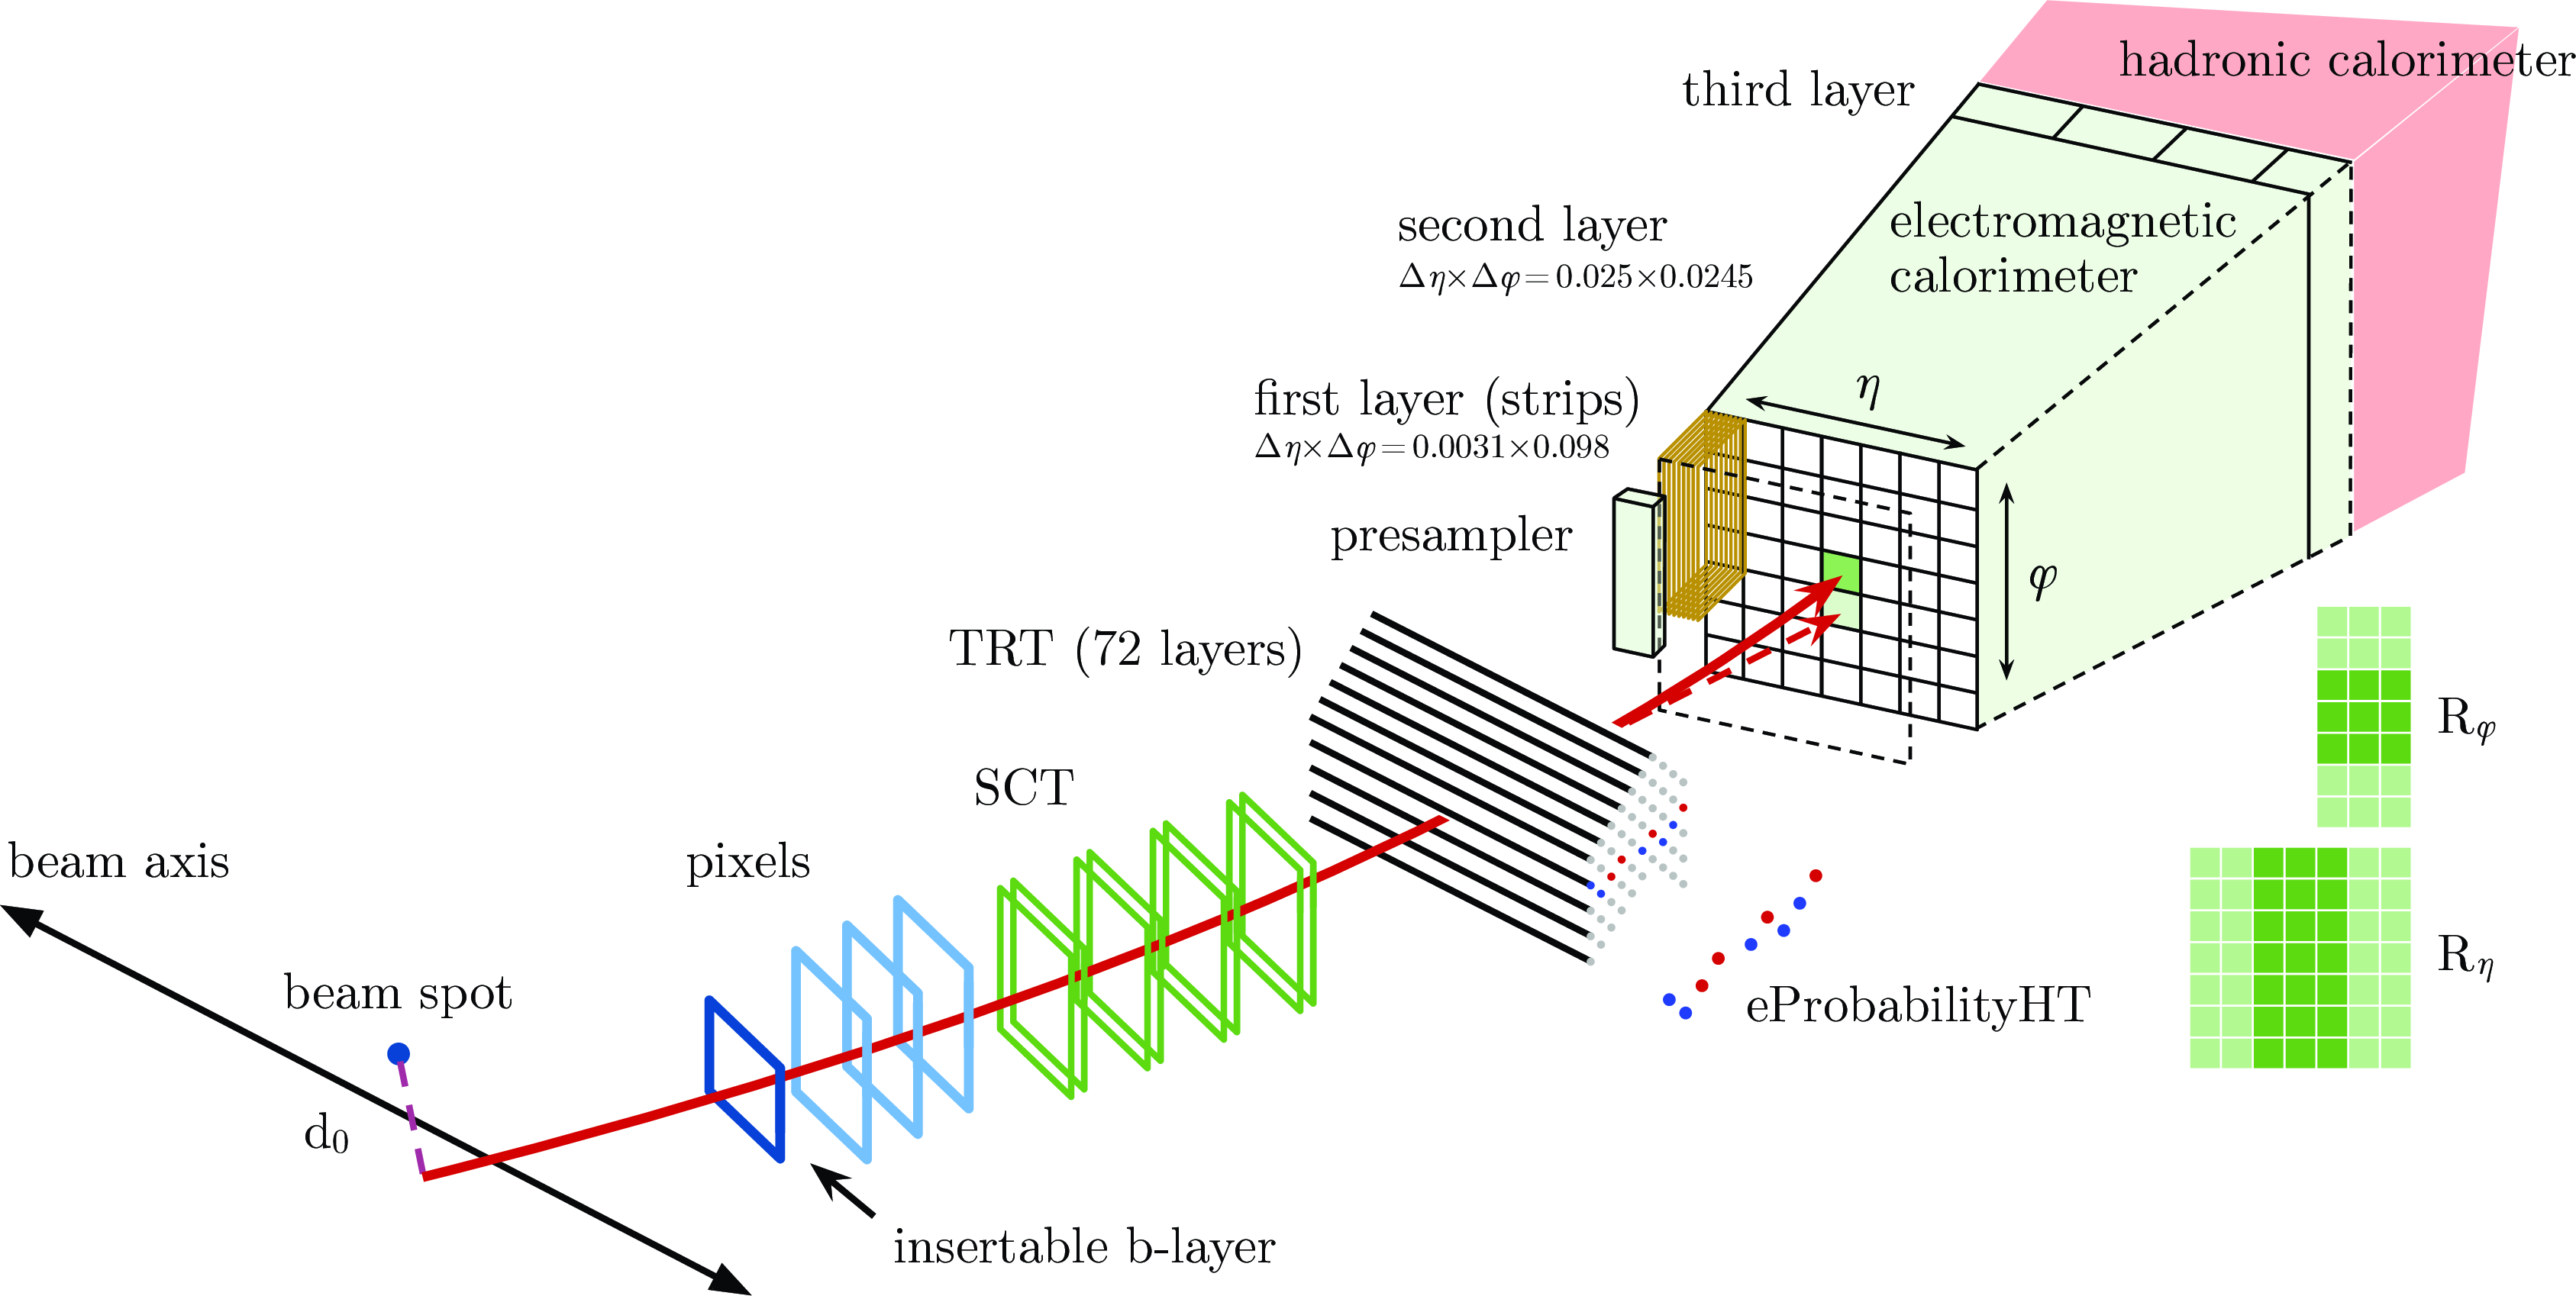 hadronic calorimeter
third layer
electromagnetic
calorimeter
second layer
Δη×Δφ=0.025×0.0245
first layer (strips)
Δη×Δφ=0.0031×0.098
η
φ
presampler
TRT (72 layers)
SCT
pixels
beam axis
beam spot
d₀
insertable b-layer
eProbabilityHT
Rφ
Rη